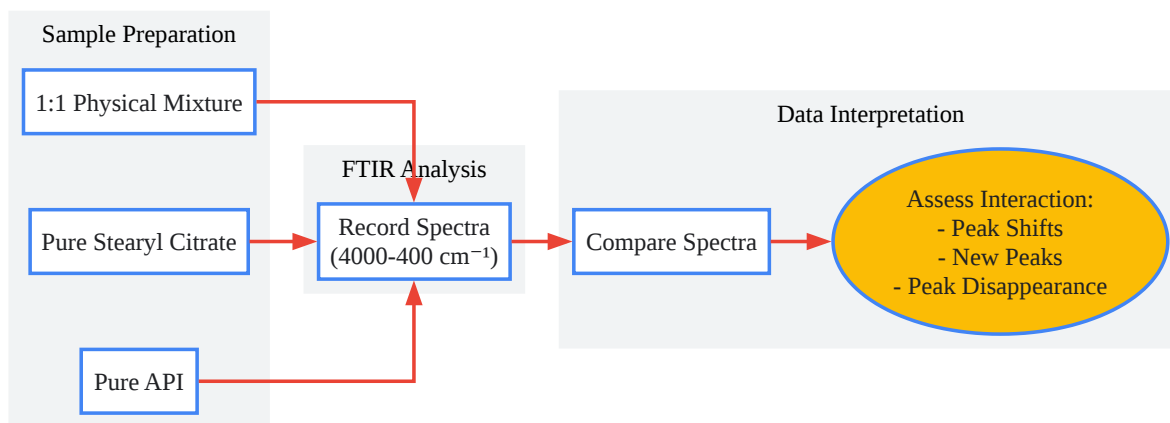 Sample Preparation
1:1 Physical Mixture
Pure Stearyl Citrate
Pure API
FTIR Analysis
Record Spectra
(4000-400 cm⁻¹)
Data Interpretation
Compare Spectra
Assess Interaction:
- Peak Shifts
- New Peaks
- Peak Disappearance